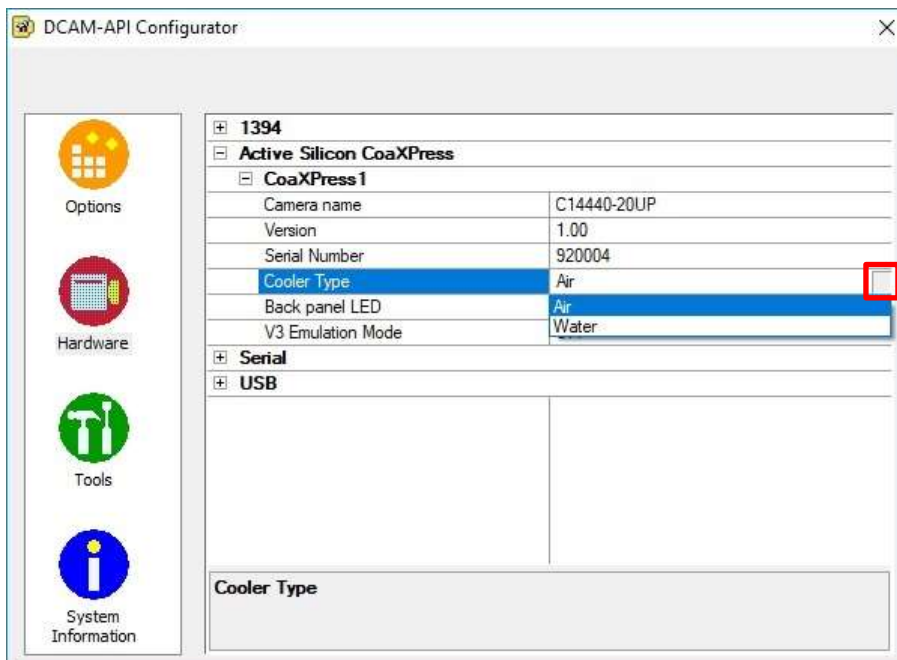 DCAM-API Configurator
Options
Hardware
Tools
System
Information
1394
Active Silicon CoaXPress
CoaXPress1
Camera name C14440-20UP
Version 1.00
Serial Number 920004
Cooler Type Air
Back panel LED Air
Water
V3 Emulation Mode
Serial
USB
Cooler Type